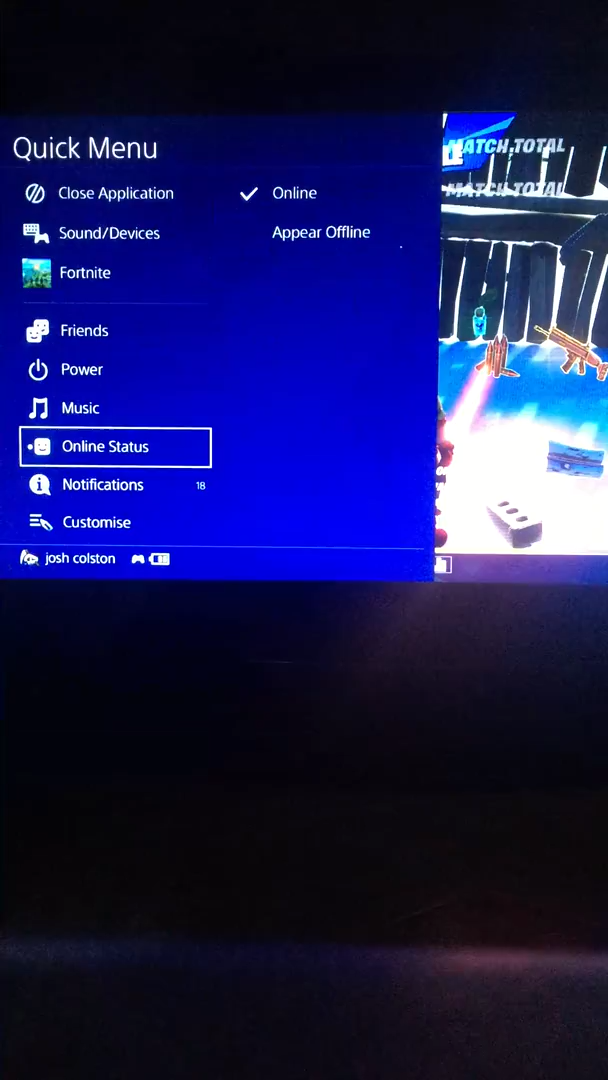 Quick Menu
Close Application
Online
Sound/Devices
Appear Offline
Fortnite
Friends
Power
Music
Online Status
Notifications 18
Customise
josh colston
MATCH TOTAL
MATCH TOTAL